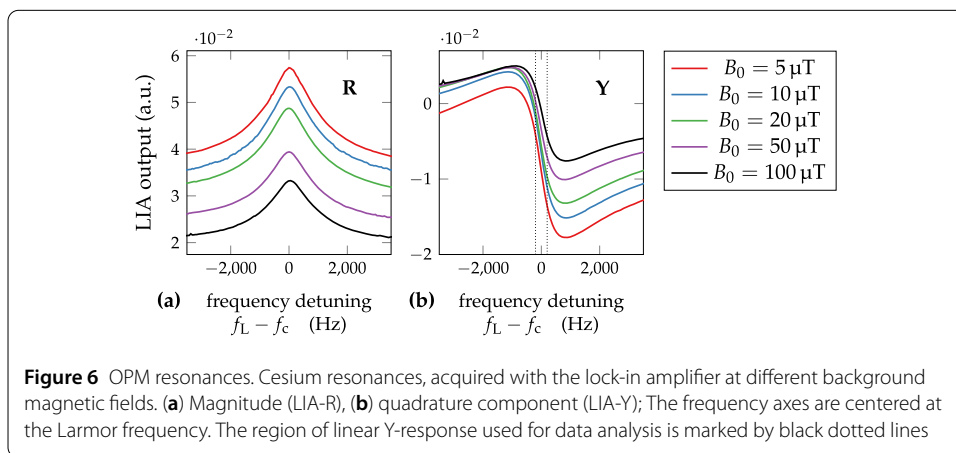 ·10−2
6
5
4
3
2
LIA output (a.u.)
R
−2,000 0 2,000
(a) frequency detuning
fL − fc (Hz)
·10−2
0
−1
−2
Y
−2,000 0 2,000
(b) frequency detuning
fL − fc (Hz)
B0 = 5 µT
B0 = 10 µT
B0 = 20 µT
B0 = 50 µT
B0 = 100 µT
Figure 6 OPM resonances. Cesium resonances, acquired with the lock-in amplifier at different background
magnetic fields. (a) Magnitude (LIA-R), (b) quadrature component (LIA-Y); The frequency axes are centered at
the Larmor frequency. The region of linear Y-response used for data analysis is marked by black dotted lines